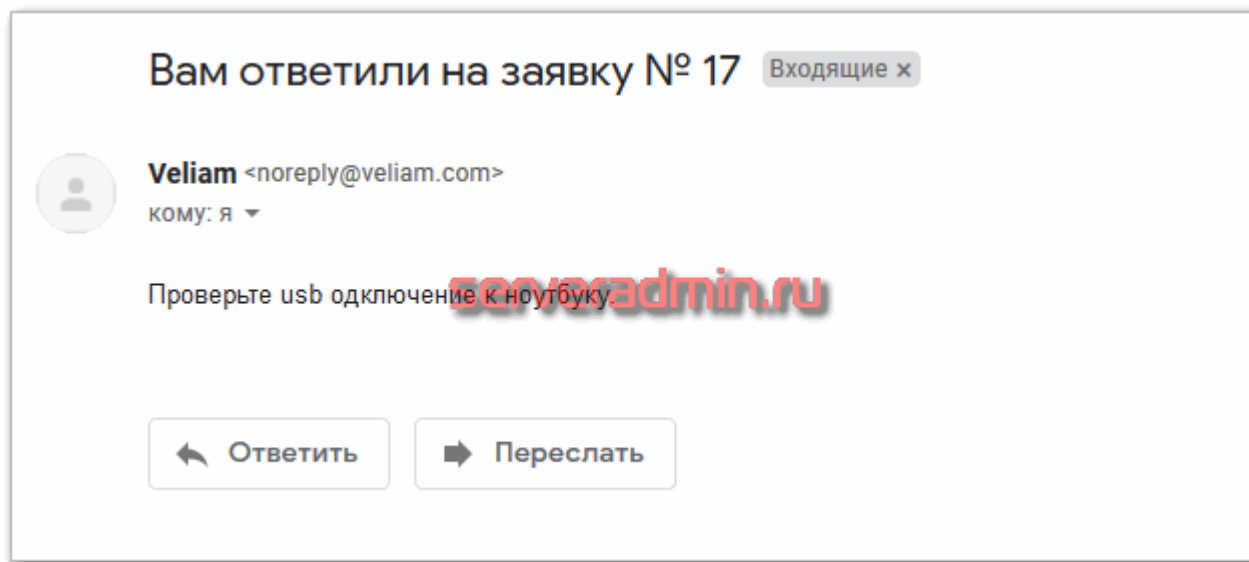 Вам ответили на заявку № 17 Входящие ×
Veliam <noreply@veliam.com>
кому: я
Проверьте usb одключение к ноутбуку.
serveradmin.ru
Ответить Переслать